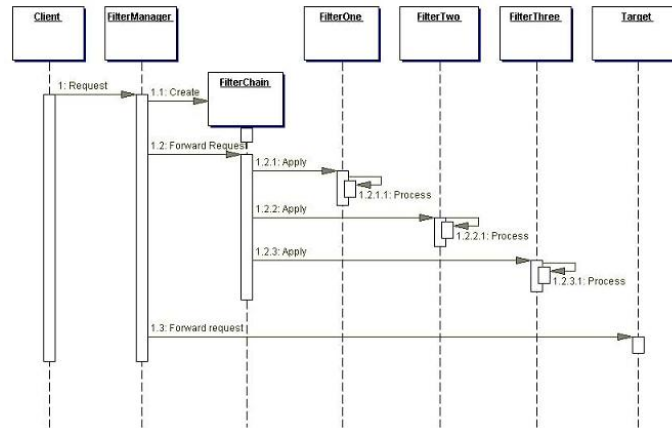 Client
FilterManager
FilterOne
FilterTwo
FilterThree
Target
1: Request
1.1: Create
FilterChain
1.2: Forward Request
1.2.1: Apply
1.2.1.1: Process
1.2.2: Apply
1.2.2.1: Process
1.2.3: Apply
1.2.3.1: Process
1.3: Forward request